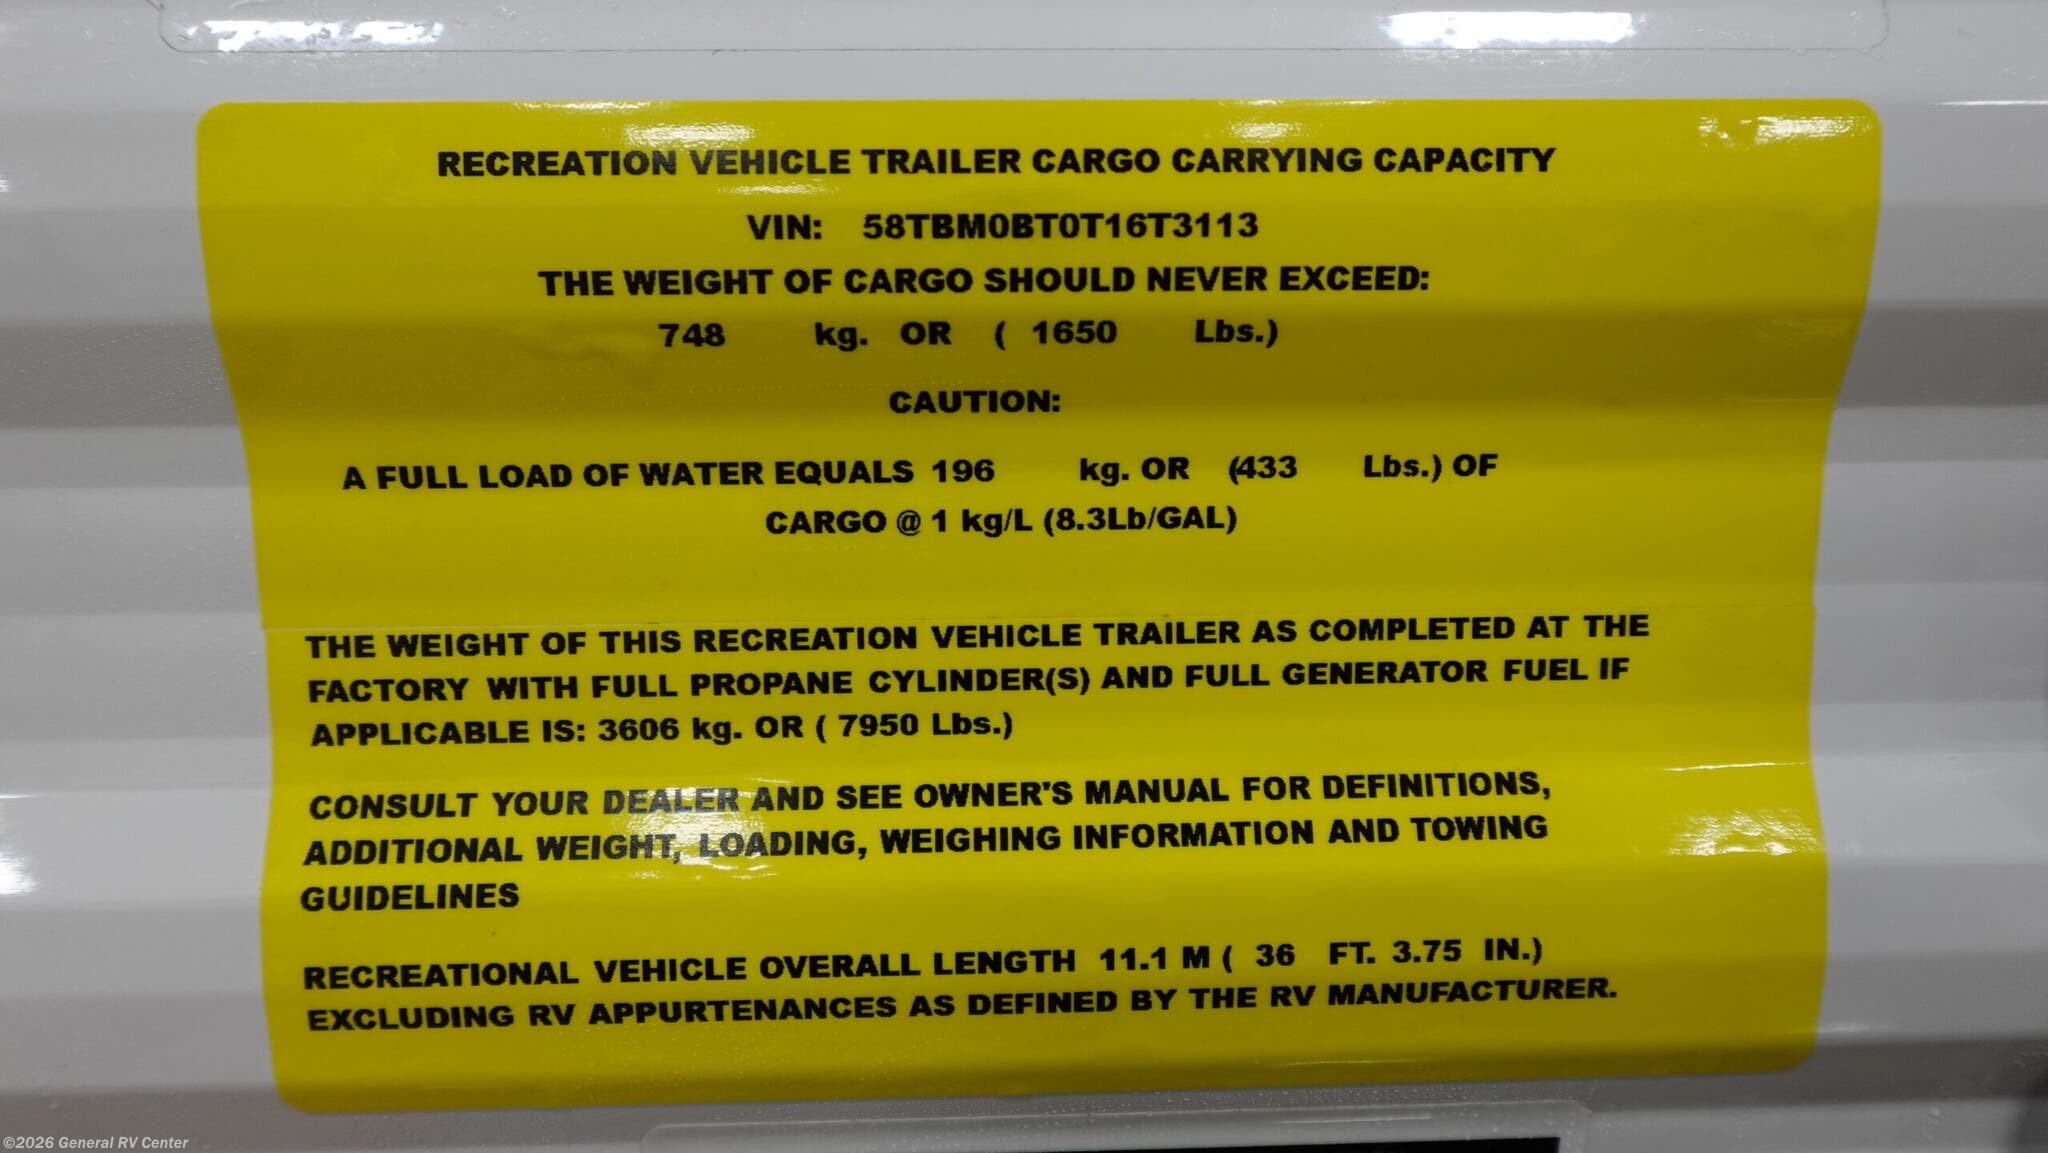 RECREATION VEHICLE TRAILER CARGO CARRYING CAPACITY
VIN: 58TBM0BT0T16T3113
THE WEIGHT OF CARGO SHOULD NEVER EXCEED:
748 kg. OR ( 1650 Lbs.)
CAUTION:
A FULL LOAD OF WATER EQUALS 196 kg. OR (433 Lbs.) OF
CARGO @ 1 kg/L (8.3Lb/GAL)
THE WEIGHT OF THIS RECREATION VEHICLE TRAILER AS COMPLETED AT THE
FACTORY WITH FULL PROPANE CYLINDER(S) AND FULL GENERATOR FUEL IF
APPLICABLE IS: 3606 kg. OR ( 7950 Lbs.)
CONSULT YOUR DEALER AND SEE OWNER'S MANUAL FOR DEFINITIONS,
ADDITIONAL WEIGHT, LOADING, WEIGHING INFORMATION AND TOWING
GUIDELINES
RECREATIONAL VEHICLE OVERALL LENGTH 11.1 M ( 36 FT. 3.75 IN.)
EXCLUDING RV APPURTENANCES AS DEFINED BY THE RV MANUFACTURER.
©2026 General RV Center